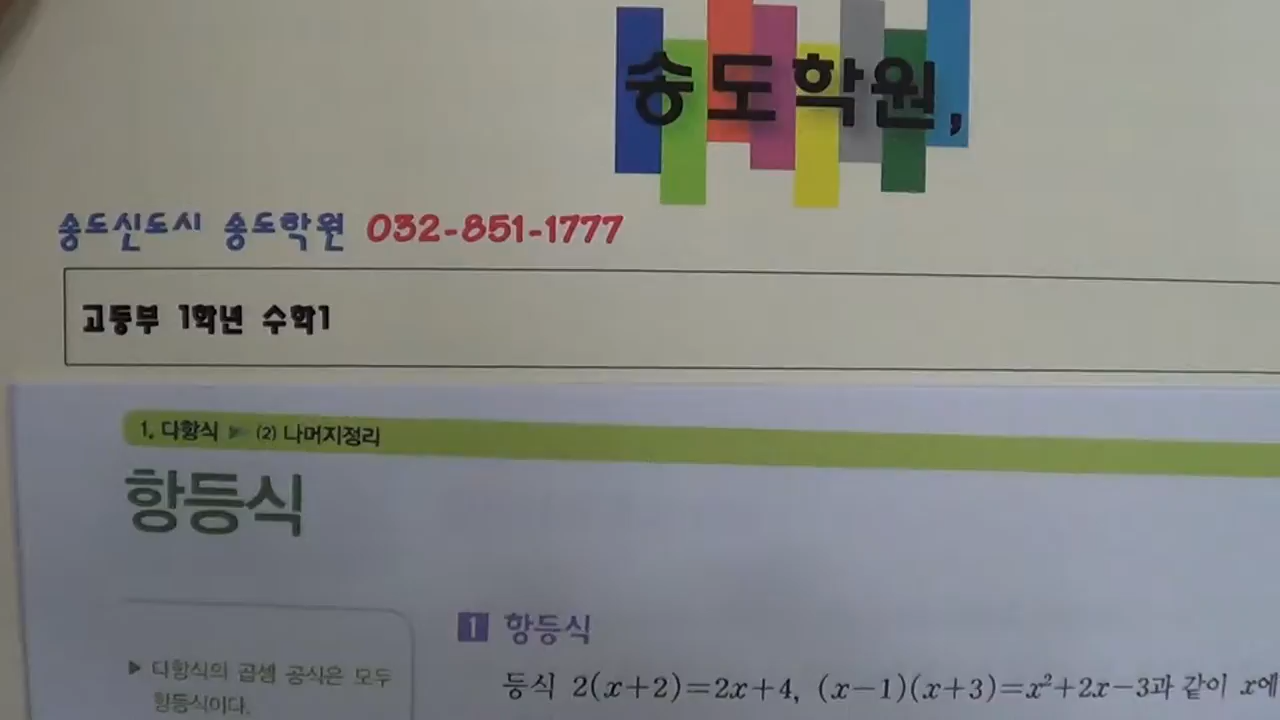 송도학원,
송도신도시 송도학원 032-851-1777
고등부 1학년 수학1
1. 다항식 ▶ (2) 나머지정리
항등식
1 항등식
▶ 다항식의 곱셈 공식은 모두
항등식이다.
등식 2(x+2)=2x+4, (x-1)(x+3)=x²+2x-3과 같이 x에